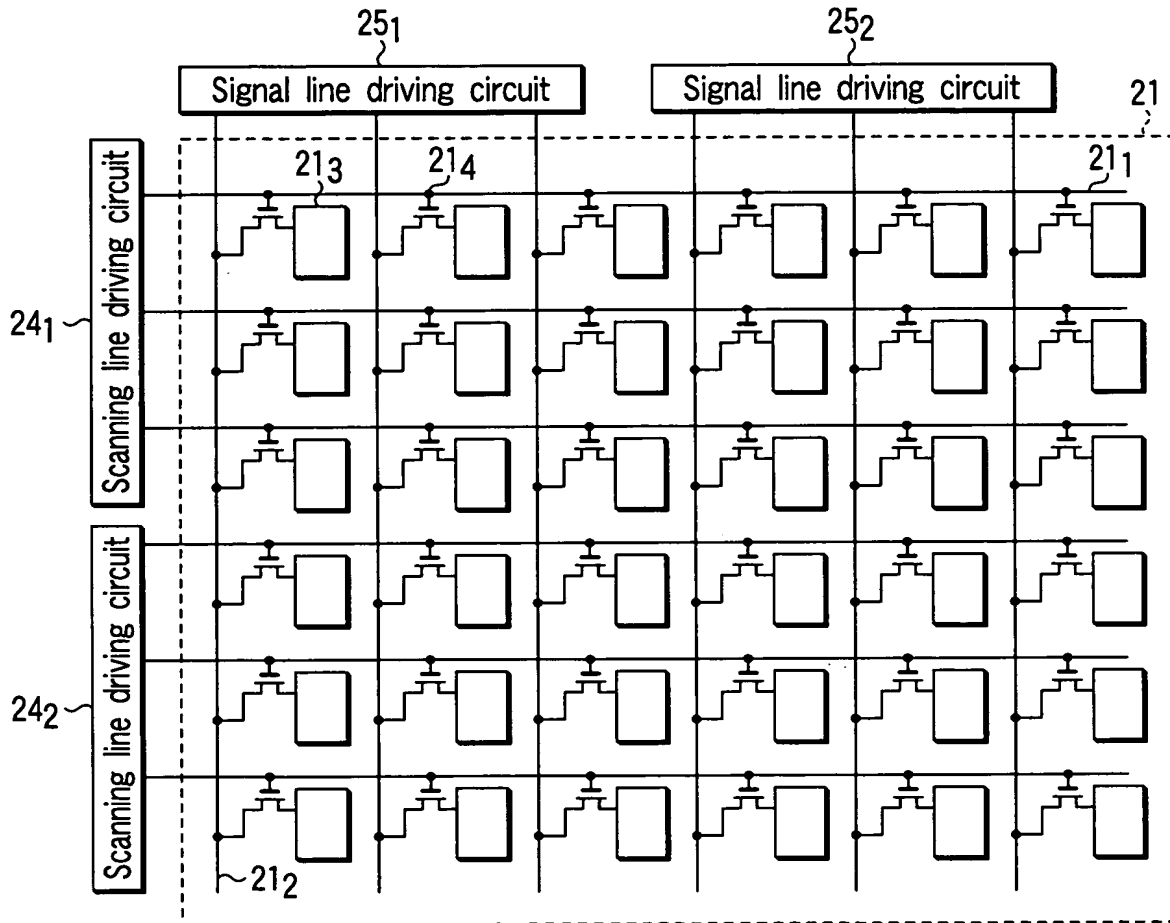 25₁
25₂
Signal line driving circuit
Signal line driving circuit
21
21₃
21₄
21₁
Scanning line driving circuit
24₁
Scanning line driving circuit
24₂
21₂